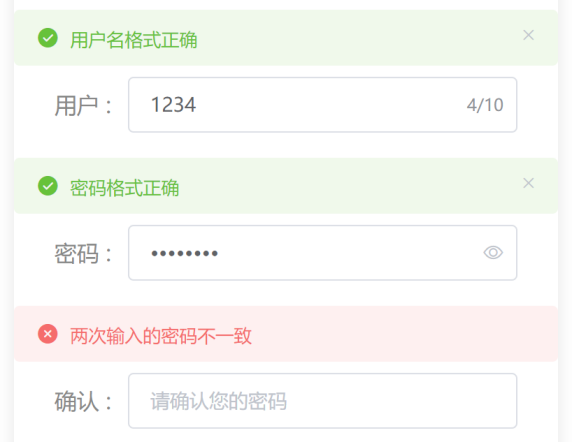 用户名格式正确
用户： 1234 4/10
密码格式正确
密码： ••••••••
两次输入的密码不一致
确认： 请确认您的密码